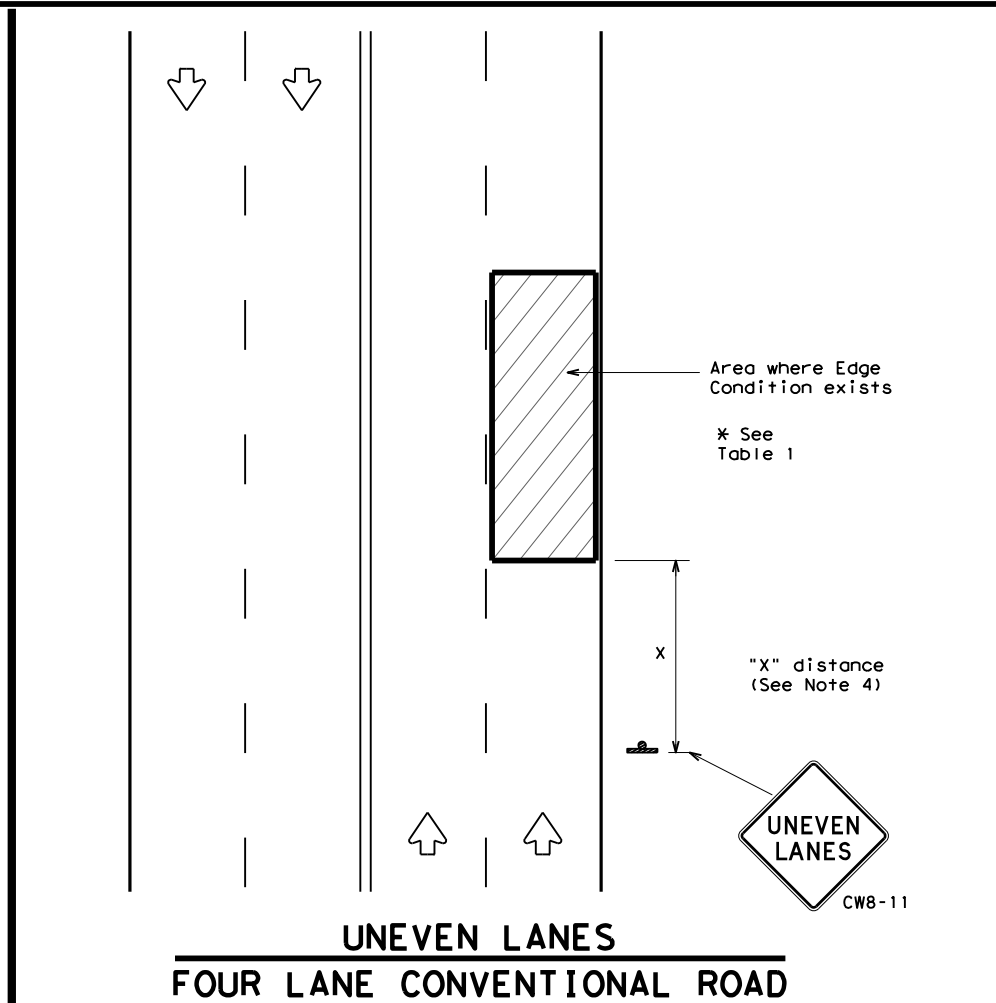 Area where Edge
Condition exists
* See
Table 1
X
"X" distance
(See Note 4)
UNEVEN
LANES
CW8-11
UNEVEN LANES
FOUR LANE CONVENTIONAL ROAD